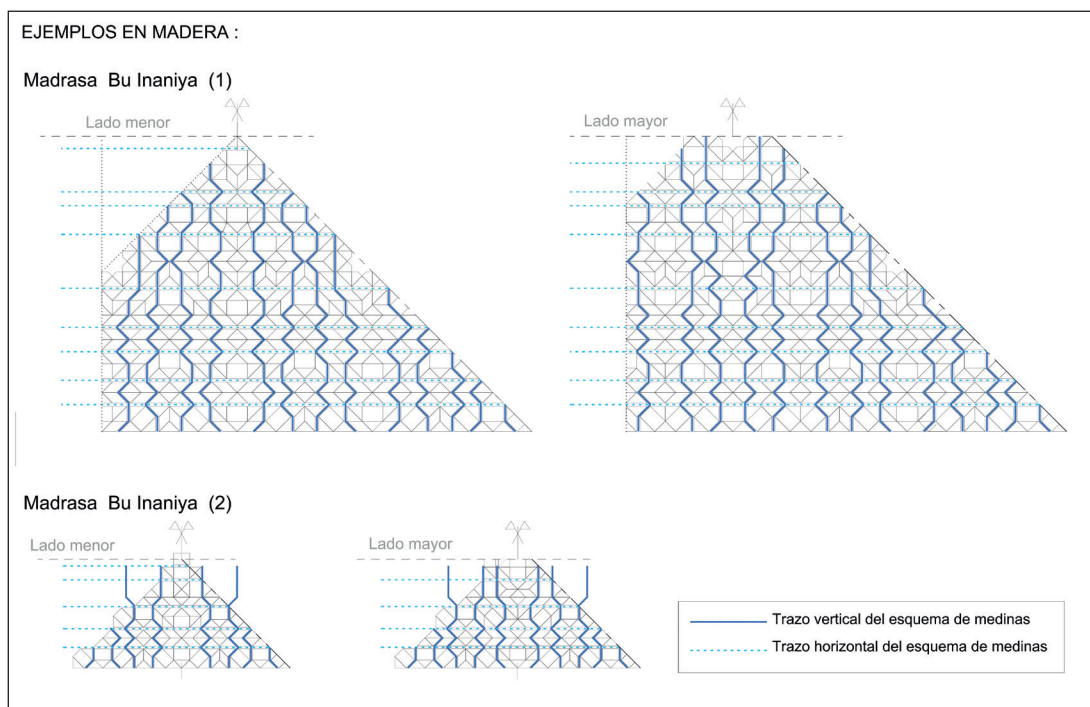 EJEMPLOS EN MADERA :
Madrasa Bu Inaniya (1)
Lado menor
Lado mayor
Madrasa Bu Inaniya (2)
Lado menor
Lado mayor
Trazo vertical del esquema de medinas
Trazo horizontal del esquema de medinas